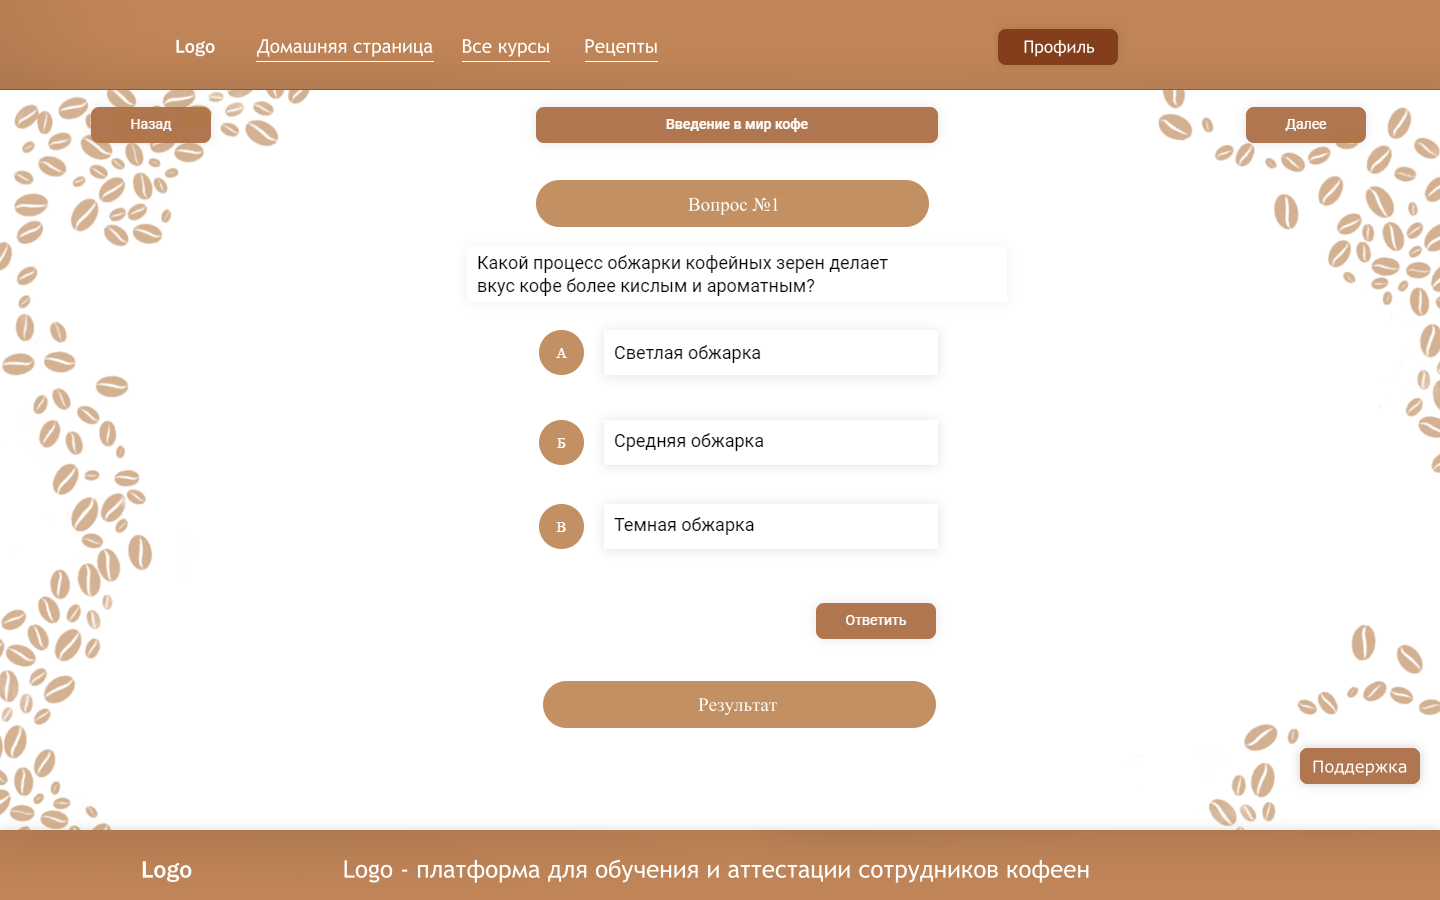 Logo
Домашняя страница
Все курсы
Рецепты
Профиль
Назад
Введение в мир кофе
Далее
Вопрос №1
Какой процесс обжарки кофейных зерен делает
вкус кофе более кислым и ароматным?
А
Светлая обжарка
Б
Средняя обжарка
В
Темная обжарка
Ответить
Результат
Поддержка
Logo
Logo - платформа для обучения и аттестации сотрудников кофеен